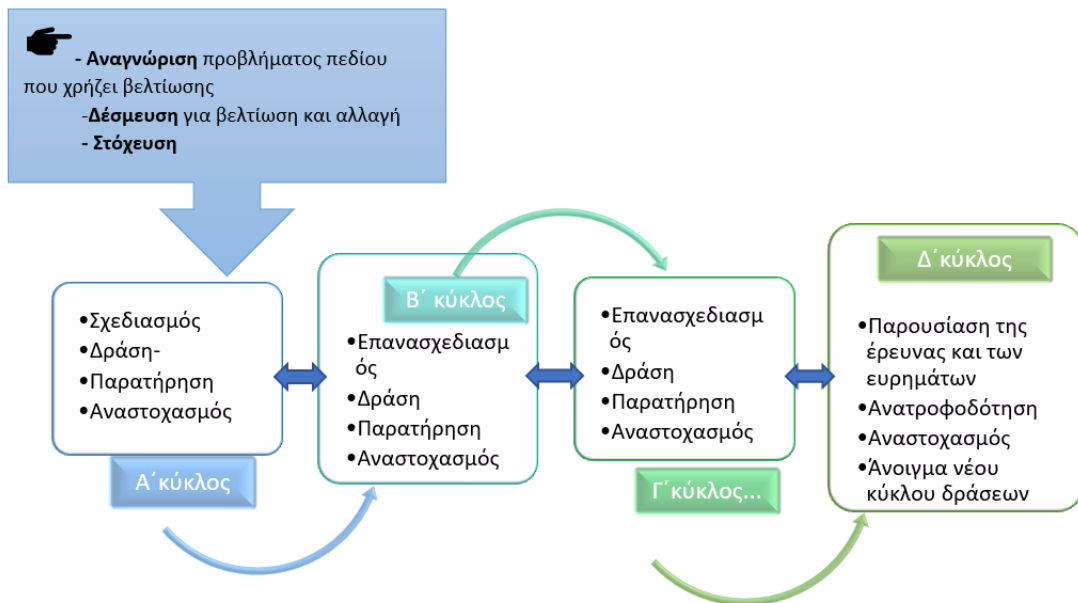 - Αναγνώριση προβλήματος πεδίου
που χρήζει βελτίωσης
-Δέσμευση για βελτίωση και αλλαγή
- Στόχευση
•Σχεδιασμός
•Δράση-
•Παρατήρηση
•Αναστοχασμός
Α΄κύκλος
Β΄ κύκλος
•Επανασχεδιασμ
ός
•Δράση
•Παρατήρηση
•Αναστοχασμός
•Επανασχεδιασμ
ός
•Δράση
•Παρατήρηση
•Αναστοχασμός
Γ΄κύκλος...
Δ΄κύκλος
•Παρουσίαση της
έρευνας και των
ευρημάτων
•Ανατροφοδότηση
•Αναστοχασμός
•Άνοιγμα νέου
κύκλου δράσεων